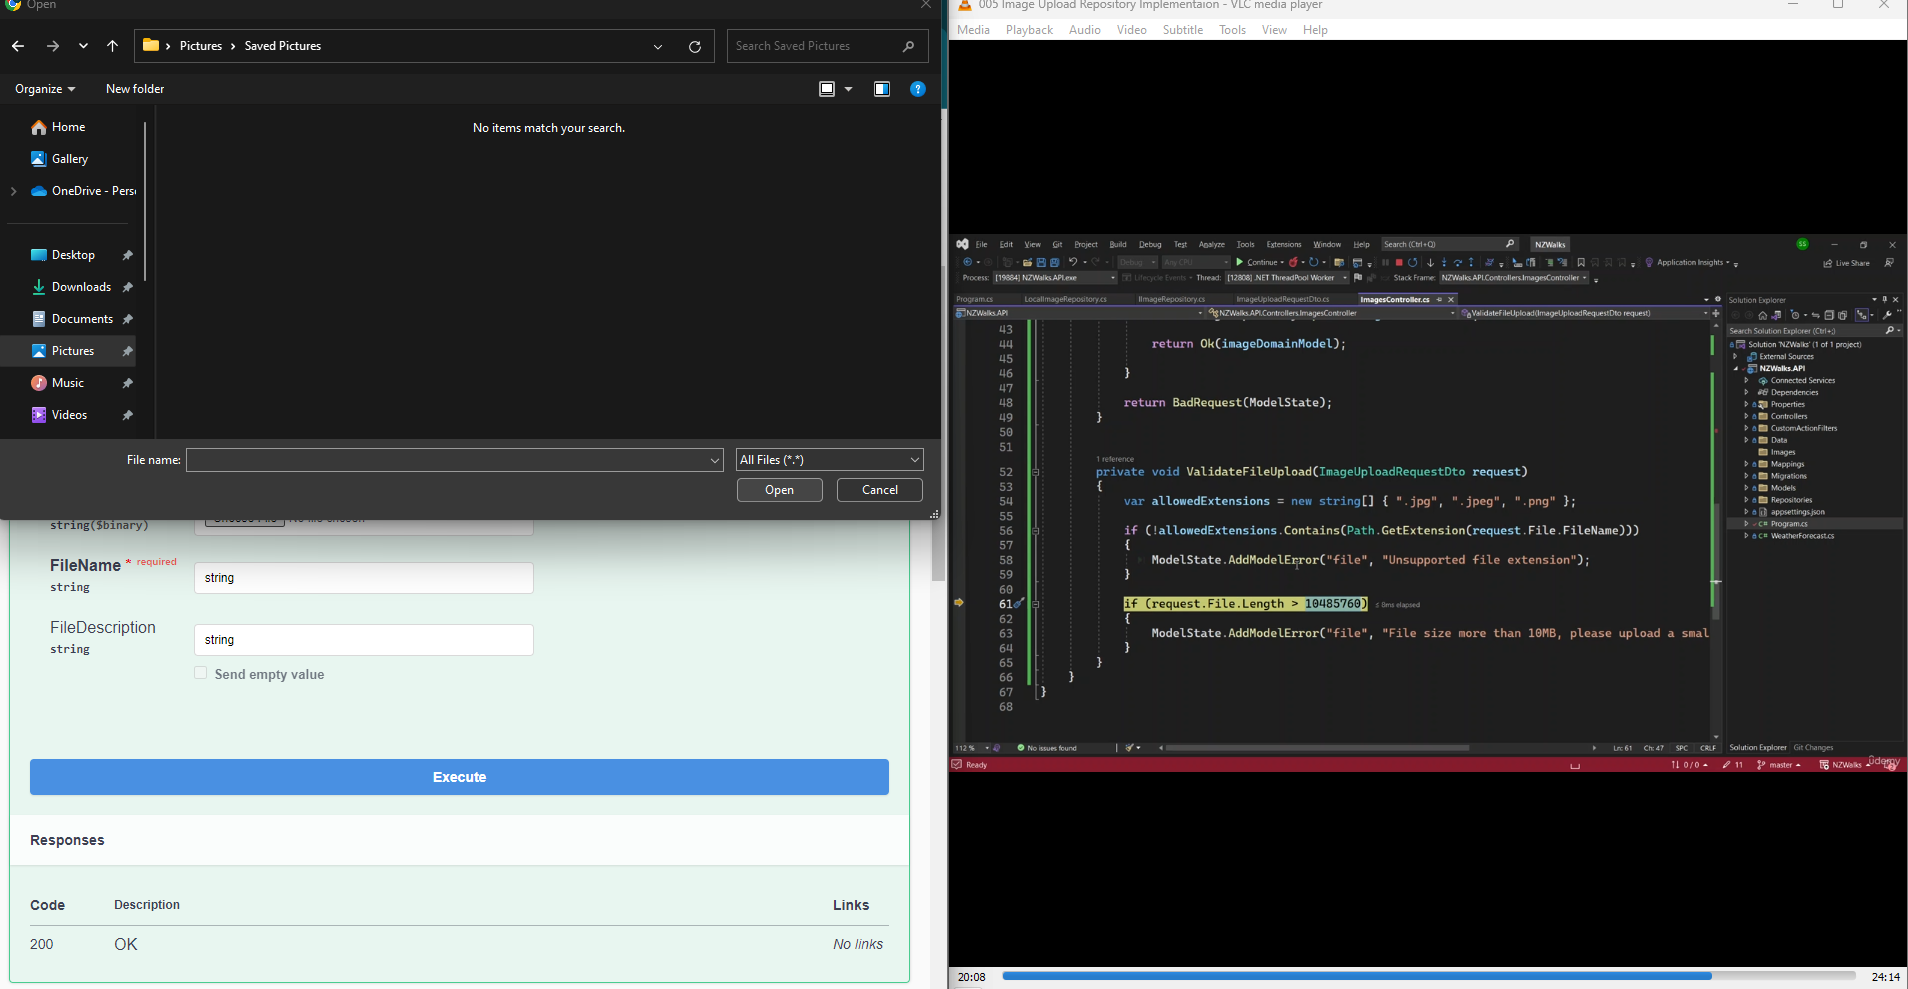 Open
Pictures > Saved Pictures
Search Saved Pictures
Organize
New folder
Home
Gallery
OneDrive - Pers
Desktop
Downloads
Documents
Pictures
Music
Videos
No items match your search.
File name:
All Files (*.*)
Open
Cancel
string($binary)
FileName * required
string
string
FileDescription
string
string
Send empty value
Execute
Responses
Code
Description
Links
200
OK
No links
005 Image Upload Repository Implementaion - VLC media player
Media Playback Audio Video Subtitle Tools View Help
File Edit View Git Project Build Debug Test Analyze Tools Extensions Window Help Search (Ctrl+Q) NZWalks SS
Debug Any CPU Continue Application Insights Live Share
Process: [19884] NZWalks.API.exe Lifecycle Events Thread: [12808] .NET ThreadPool Worker Stack Frame: NZWalks.API.Controllers.ImagesController
Program.cs LocalImageRepository.cs IImageRepository.cs ImageUploadRequestDto.cs ImagesController.cs
NZWalks.API NZWalks.API.Controllers.ImagesController ValidateFileUpload(ImageUploadRequestDto request)
43
44 return Ok(imageDomainModel);
45
46 }
47
48 return BadRequest(ModelState);
49 }
50
51
1 reference
52 private void ValidateFileUpload(ImageUploadRequestDto request)
53 {
54 var allowedExtensions = new string[] { ".jpg", ".jpeg", ".png" };
55
56 if (!allowedExtensions.Contains(Path.GetExtension(request.File.FileName)))
57 {
58 ModelState.AddModelError("file", "Unsupported file extension");
59 }
60
61 if (request.File.Length > 10485760) ≤ 8ms elapsed
62 {
63 ModelState.AddModelError("file", "File size more than 10MB, please upload a smal
64 }
65 }
66 }
67 }
68
Solution Explorer
Search Solution Explorer (Ctrl+;)
Solution 'NZWalks' (1 of 1 project)
External Sources
NZWalks.API
Connected Services
Dependencies
Properties
Controllers
CustomActionFilters
Data
Images
Mappings
Migrations
Models
Repositories
appsettings.json
C# Program.cs
C# WeatherForecast.cs
112 % No issues found Ln: 61 Ch: 47 SPC CRLF
Solution Explorer Git Changes
Ready 0 / 0 11 master NZWalks
ûdemy
20:08
24:14